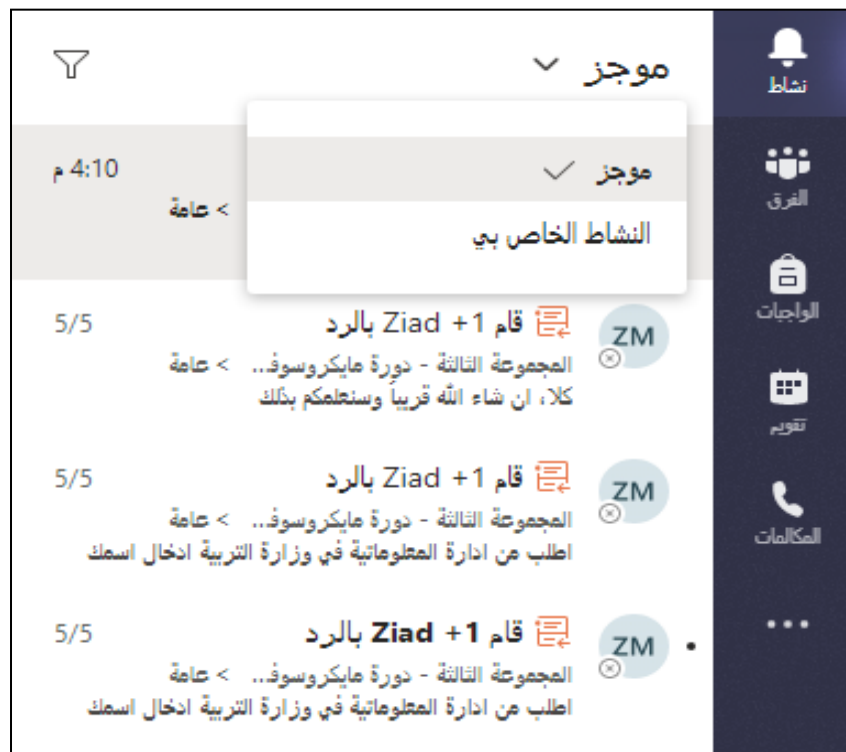 نشاط
الفرق
الواجبات
تقويم
المكالمات
موجز
موجز
النشاط الخاص بي
4:10 م
> عامة
قام Ziad +1 بالرد
5/5
المجموعة الثالثة - دورة مايكروسوف... > عامة
كلا، ان شاء الله قريباً وسنعلمكم بذلك
ZM
قام Ziad +1 بالرد
5/5
المجموعة الثالثة - دورة مايكروسوف... > عامة
اطلب من ادارة المعلوماتية في وزارة التربية ادخال اسمك
ZM
قام Ziad +1 بالرد
5/5
المجموعة الثالثة - دورة مايكروسوف... > عامة
اطلب من ادارة المعلوماتية في وزارة التربية ادخال اسمك
ZM